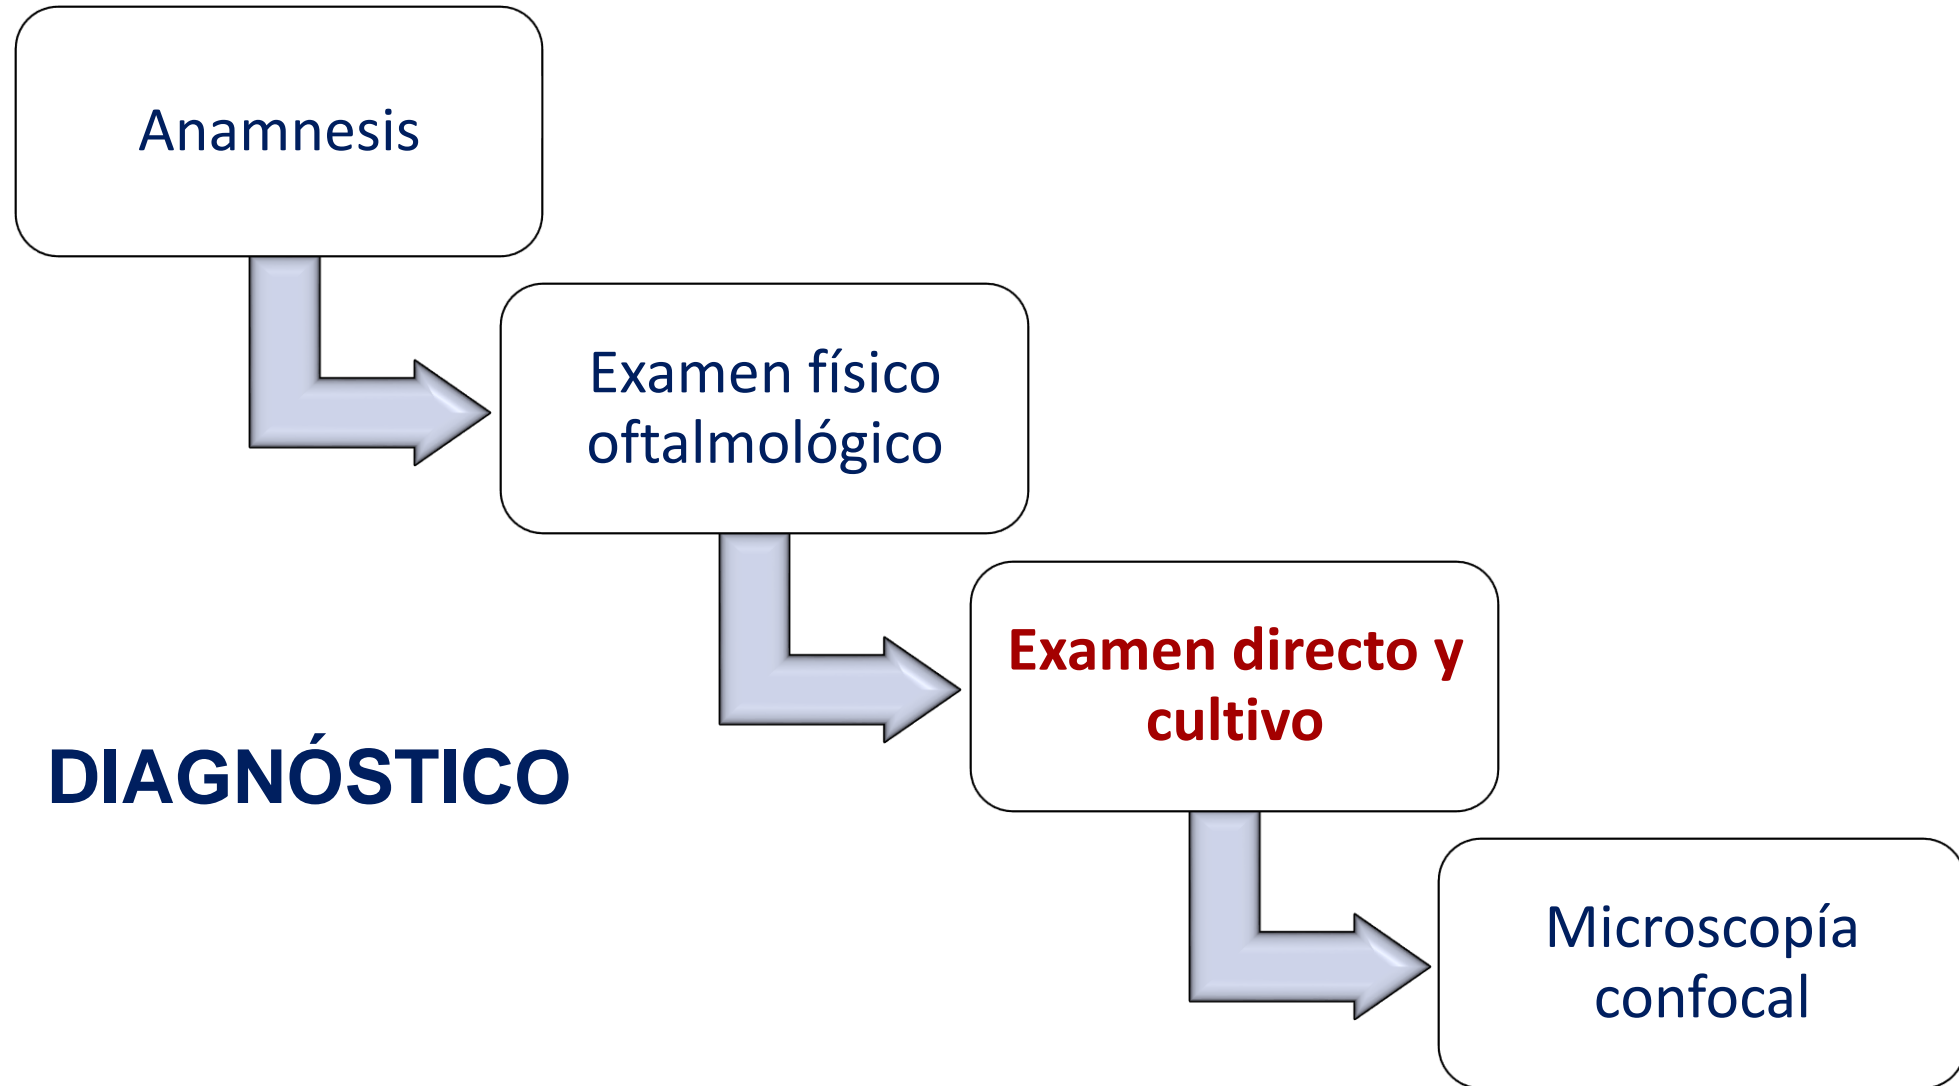 Anamnesis
Examen físico
oftalmológico
Examen directo y
cultivo
DIAGNÓSTICO
Microscopía
confocal